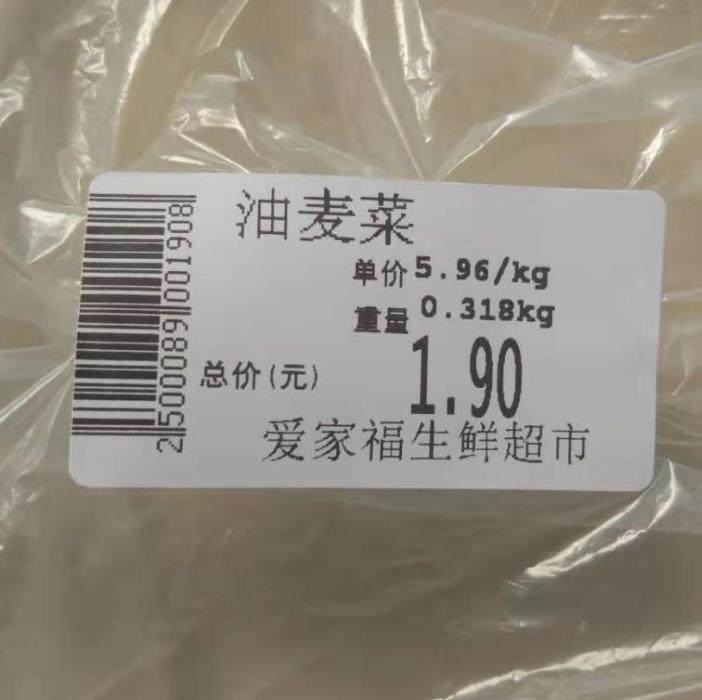 油麦菜
单价 5.96/kg
重量 0.318kg
总价(元) 1.90
爱家福生鲜超市
2500089001908